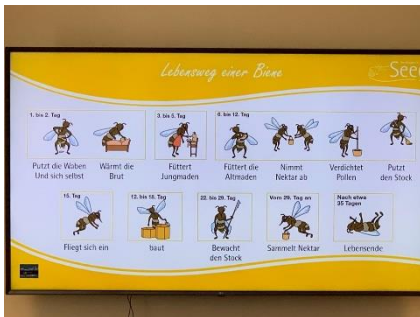 Lebensweg einer Biene
See
1. bis 2. Tag
3. bis 5. Tag
6. bis 12. Tag
Putzt die Waben
Und sich selbst
Wärmt die
Brut
Füttert
Jungmaden
Füttert die
Altmaden
Nimmt
Nektar ab
Verdichtet
Pollen
Putzt
den Stock
15. Tag
12. bis 18. Tag
22. bis 29. Tag
Vom 29. Tag an
Nach etwa
35 Tagen
Fliegt sich ein
baut
Bewacht
den Stock
Sammelt Nektar
Lebensende